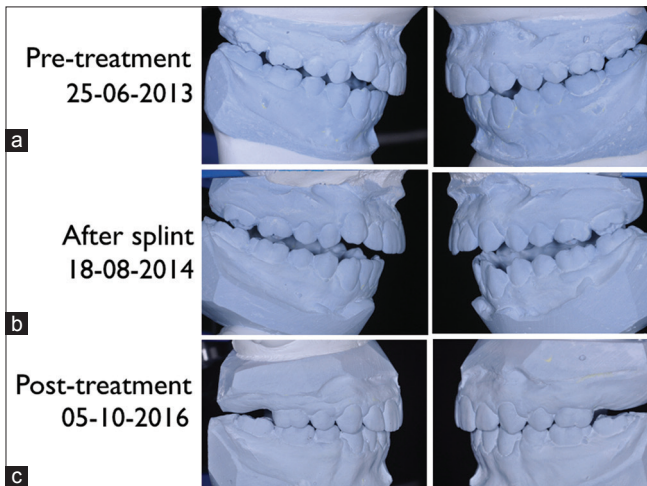 Pre-treatment
25-06-2013
a
After splint
18-08-2014
b
Post-treatment
05-10-2016
c